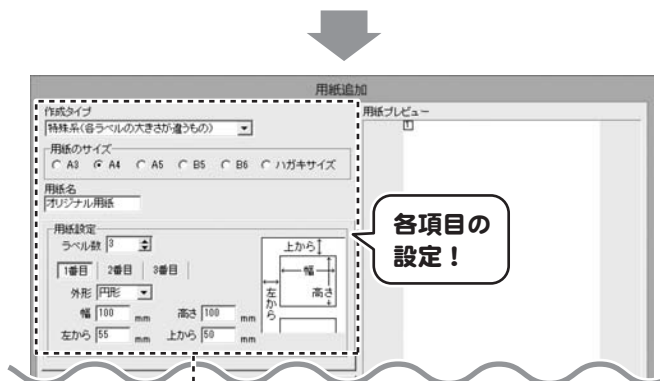 用紙追加
作成タイプ
特殊系(各ラベルの大きさが違うもの)
用紙のサイズ
A3 A4 A5 B5 B6 ハガキサイズ
用紙名
オリジナル用紙
用紙設定
ラベル数 3
1番目 2番目 3番目
外形 円形
幅 100 mm 高さ 100 mm
左から 55 mm 上から 50 mm
上から
幅
高さ
左から
用紙プレビュー
1
各項目の
設定!